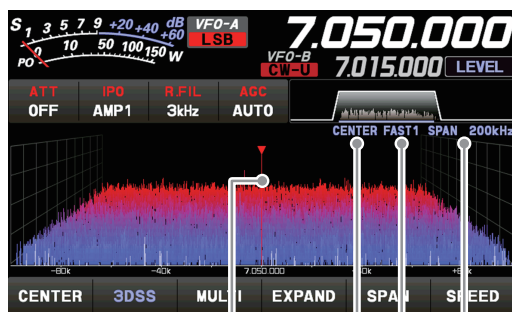 S 1 3 5 7 9 +20 +40 +60 dB
PO 0 10 50 100 150 W
VFO-A
LSB
7.050.000
VFO-B
CW-U
7.015.000
LEVEL
ATT IPO R.FIL AGC
OFF AMP1 3kHz AUTO
CENTER FAST1 SPAN 200kHz
-80k -40k 7.050.000
CENTER 3DSS MULTI EXPAND SPAN SPEED